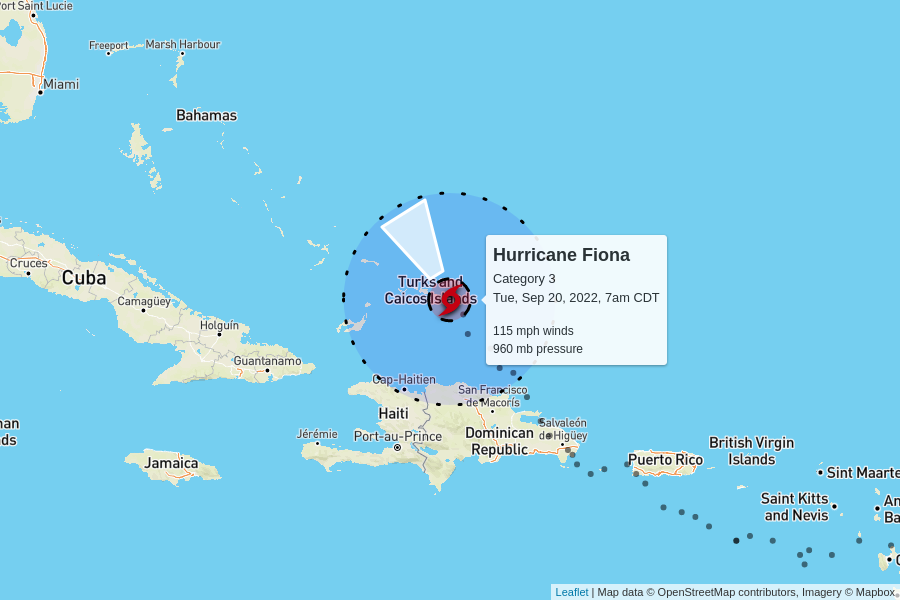 Port Saint Lucie
Freeport
Marsh Harbour
Miami
Bahamas
Hurricane Fiona
Category 3
Tue, Sep 20, 2022, 7am CDT
115 mph winds
960 mb pressure
Turks and
Caicos Islands
Cruces
Cuba
Camagüey
Holguín
Guantanamo
Cap-Haitien
San Francisco
de Macorís
Haiti
Jérémie
Port-au-Prince
Dominican
Republic
Salvaleón
de Higüey
Puerto Rico
British Virgin
Islands
Jamaica
Sint Maarte
Saint Kitts
and Nevis
An
Ba
Leaflet | Map data © OpenStreetMap contributors, Imagery © Mapbox